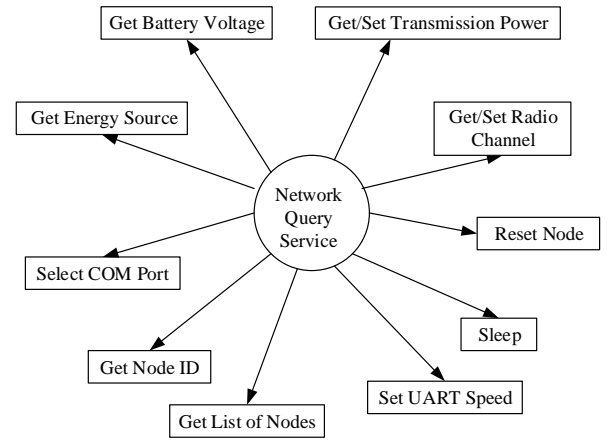 Get Battery Voltage
Get/Set Transmission Power
Get Energy Source
Get/Set Radio
Channel
Network
Query
Service
Reset Node
Select COM Port
Sleep
Get Node ID
Set UART Speed
Get List of Nodes